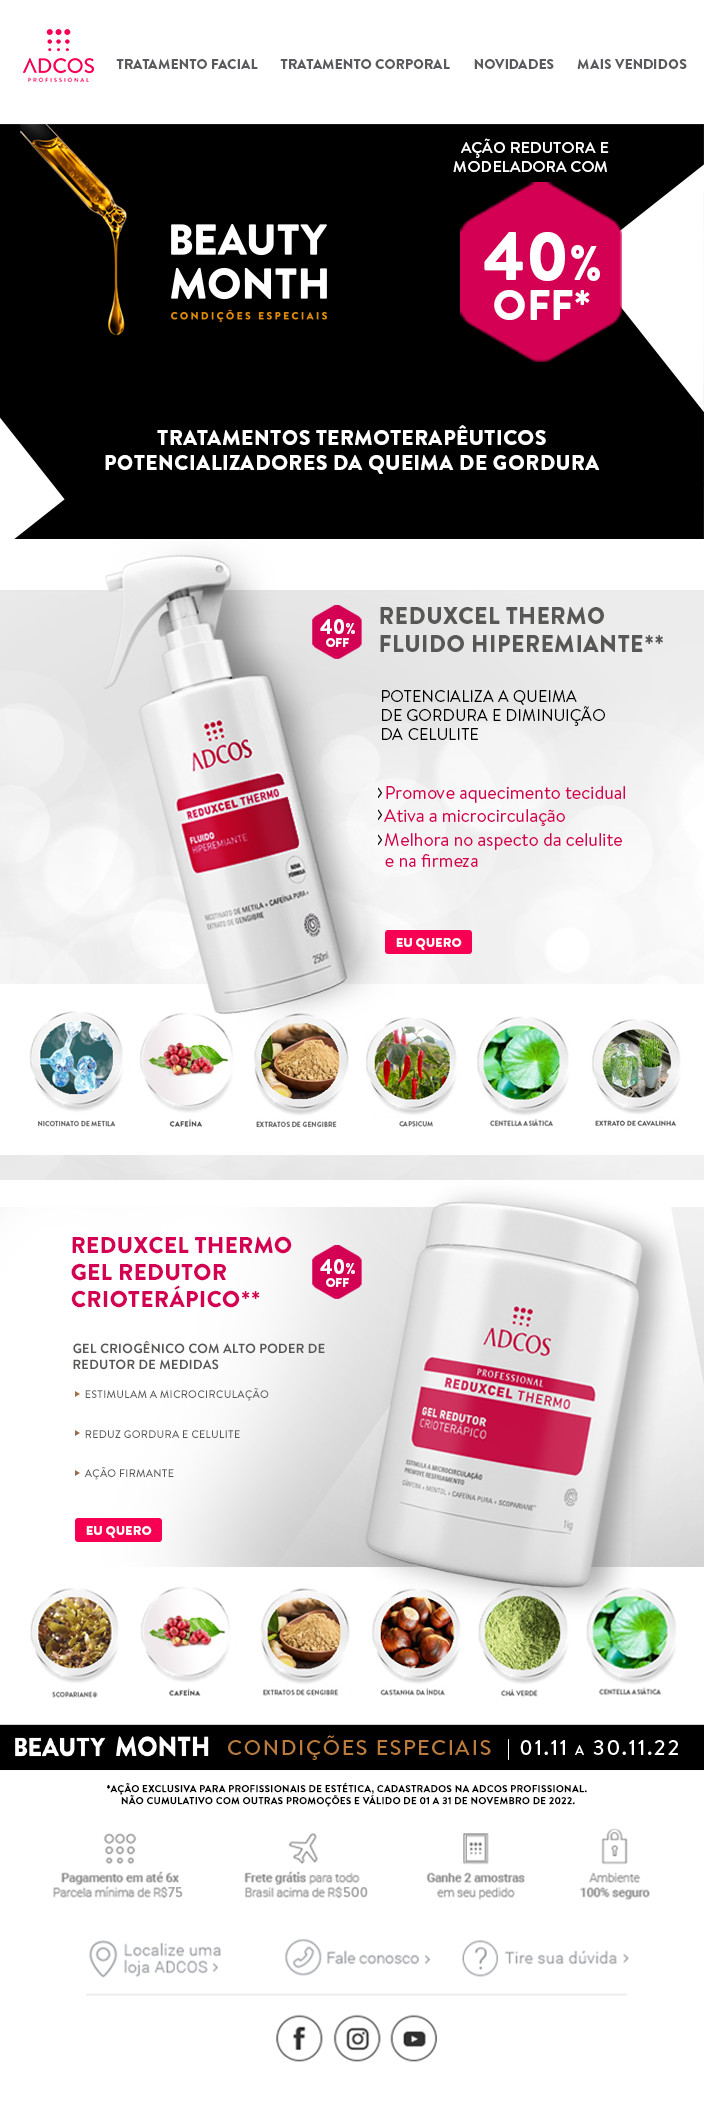 ADCOS
PROFISSIONAL
TRATAMENTO FACIAL TRATAMENTO CORPORAL NOVIDADES MAIS VENDIDOS
AÇÃO REDUTORA E
MODELADORA COM
40%
OFF*
BEAUTY
MONTH
CONDIÇÕES ESPECIAIS
TRATAMENTOS TERMOTERAPÊUTICOS
POTENCIALIZADORES DA QUEIMA DE GORDURA
40%
OFF
REDUXCEL THERMO
FLUIDO HIPEREMIANTE**
POTENCIALIZA A QUEIMA
DE GORDURA E DIMINUIÇÃO
DA CELULITE
› Promove aquecimento tecidual
› Ativa a microcirculação
› Melhora no aspecto da celulite
e na firmeza
EU QUERO
ADCOS
REDUXCEL THERMO
FLUIDO
HIPEREMIANTE
NOVA
FÓRMULA
NICOTINATO DE METILA + CAFEÍNA PURA +
EXTRATO DE GENGIBRE
250ml
NICOTINATO DE METILA
CAFEÍNA
EXTRATOS DE GENGIBRE
CAPSICUM
CENTELLA ASIÁTICA
EXTRATO DE CAVALINHA
REDUXCEL THERMO
GEL REDUTOR
CRIOTERÁPICO**
40%
OFF
GEL CRIOGÊNICO COM ALTO PODER DE
REDUTOR DE MEDIDAS
ESTIMULAM A MICROCIRCULAÇÃO
REDUZ GORDURA E CELULITE
AÇÃO FIRMANTE
EU QUERO
ADCOS
PROFESSIONAL
REDUXCEL THERMO
GEL REDUTOR
CRIOTERÁPICO
ESTIMULA A MICROCIRCULAÇÃO
PROMOVE RESFRIAMENTO
CÂNFORA + MENTOL + CAFEÍNA PURA + SCOPARIANE
1kg
SCOPARIANE®
CAFEÍNA
EXTRATOS DE GENGIBRE
CASTANHA DA ÍNDIA
CHÁ VERDE
CENTELLA ASIÁTICA
BEAUTY MONTH CONDIÇÕES ESPECIAIS | 01.11 A 30.11.22
*AÇÃO EXCLUSIVA PARA PROFISSIONAIS DE ESTÉTICA, CADASTRADOS NA ADCOS PROFISSIONAL.
NÃO CUMULATIVO COM OUTRAS PROMOÇÕES E VÁLIDO DE 01 A 31 DE NOVEMBRO DE 2022.
Pagamento em até 6x
Parcela mínima de R$75
Frete grátis para todo
Brasil acima de R$500
Ganhe 2 amostras
em seu pedido
Ambiente
100% seguro
Localize uma
loja ADCOS ›
Fale conosco ›
Tire sua dúvida ›